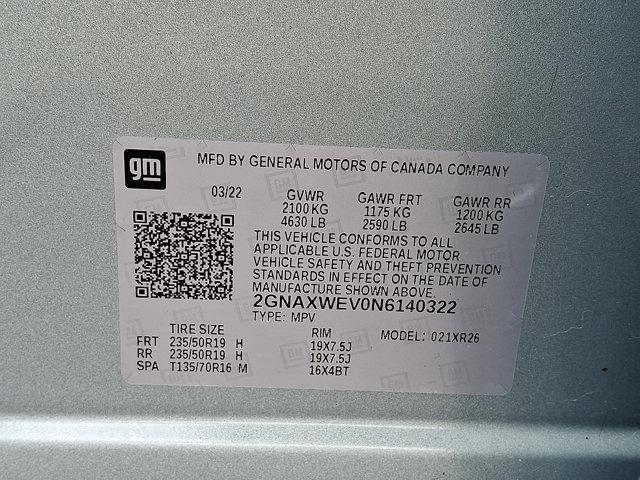 gm
MFD BY GENERAL MOTORS OF CANADA COMPANY
03/22 GVWR GAWR FRT GAWR RR
2100 KG 1175 KG 1200 KG
4630 LB 2590 LB 2645 LB
THIS VEHICLE CONFORMS TO ALL
APPLICABLE U.S. FEDERAL MOTOR
VEHICLE SAFETY AND THEFT PREVENTION
STANDARDS IN EFFECT ON THE DATE OF
MANUFACTURE SHOWN ABOVE.
2GNAXWEV0N6140322
TYPE: MPV
TIRE SIZE RIM MODEL: 021XR26
FRT 235/50R19 H 19X7.5J
RR 235/50R19 H 19X7.5J
SPA T135/70R16 M 16X4BT